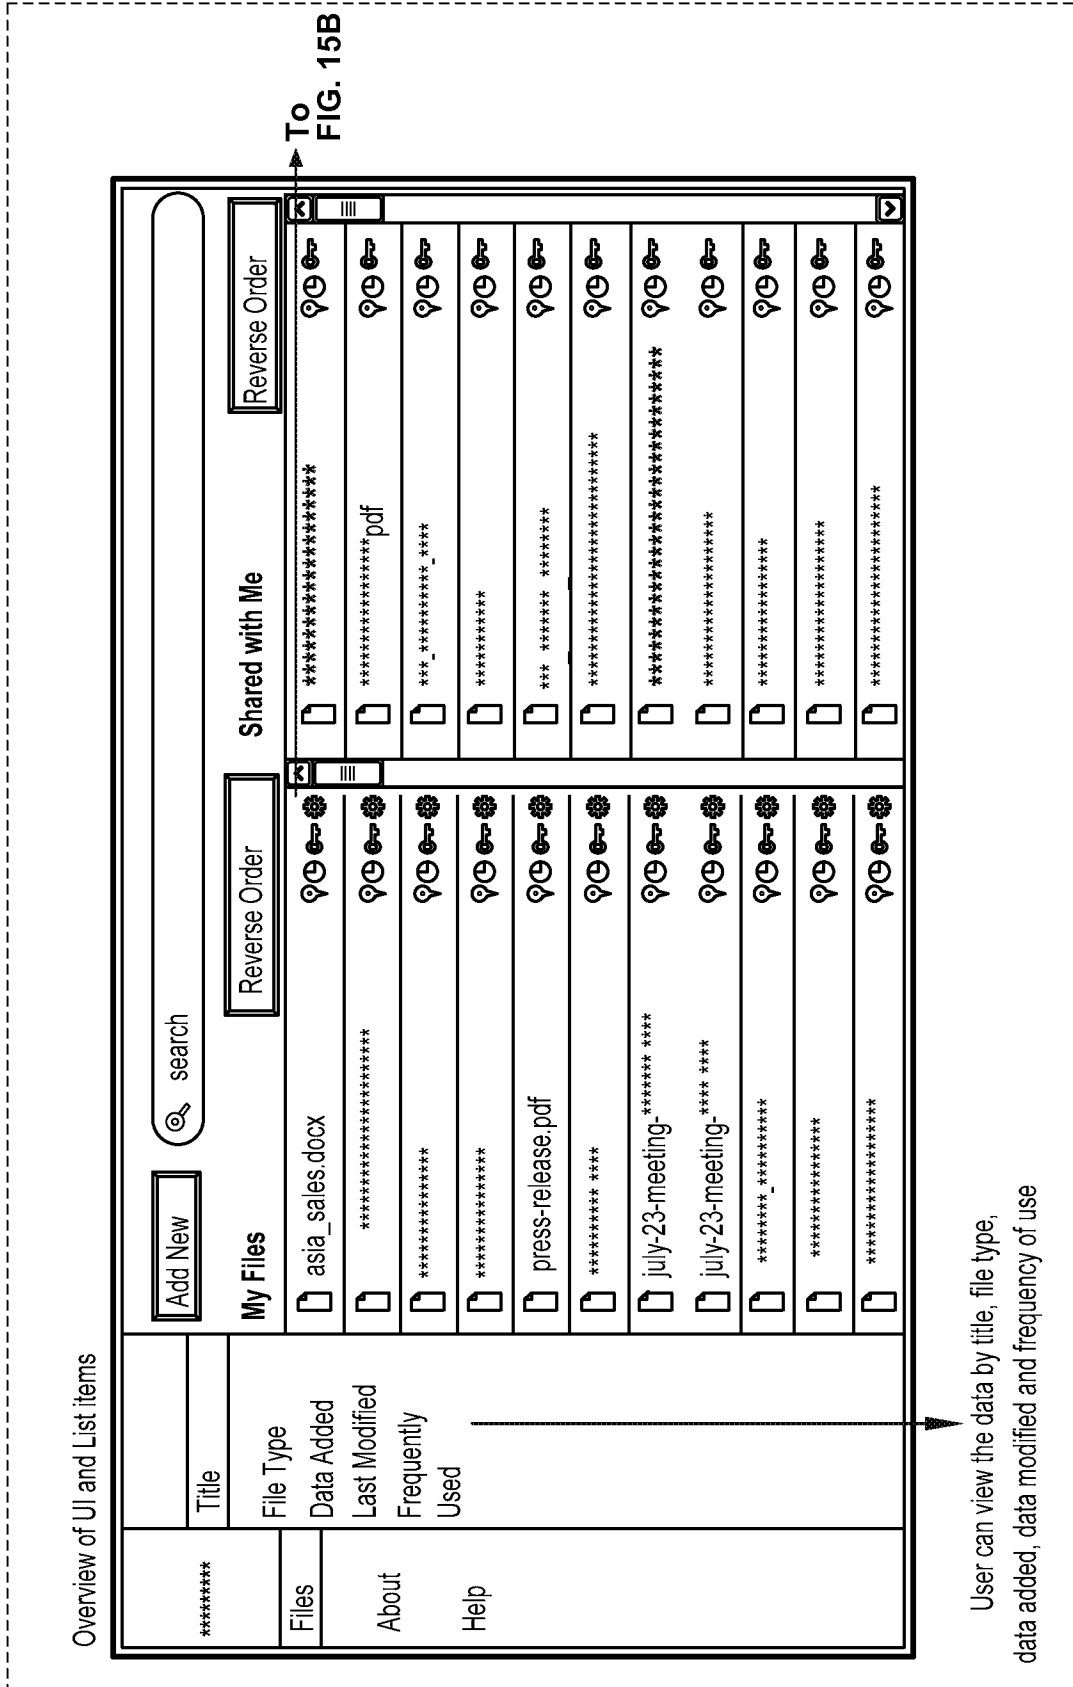 Overview of UI and List items
*********
Files
About
Help
Title
File Type
Data Added
Last Modified
Frequently
Used
Add New
search
My Files
Reverse Order
asia_sales.docx
***********************
***************
***************
press-release.pdf
********** ****
july-23-meeting-******* ****
july-23-meeting-**** ****
********_**********
****************
*******************
Shared with Me
Reverse Order
***********************
*****************pdf
***_**********_****
***********
*** ******* ********
*****************************
*******************************
********************
*****************
*******************
***********************
To
FIG. 15B
User can view the data by title, file type,
data added, data modified and frequency of use